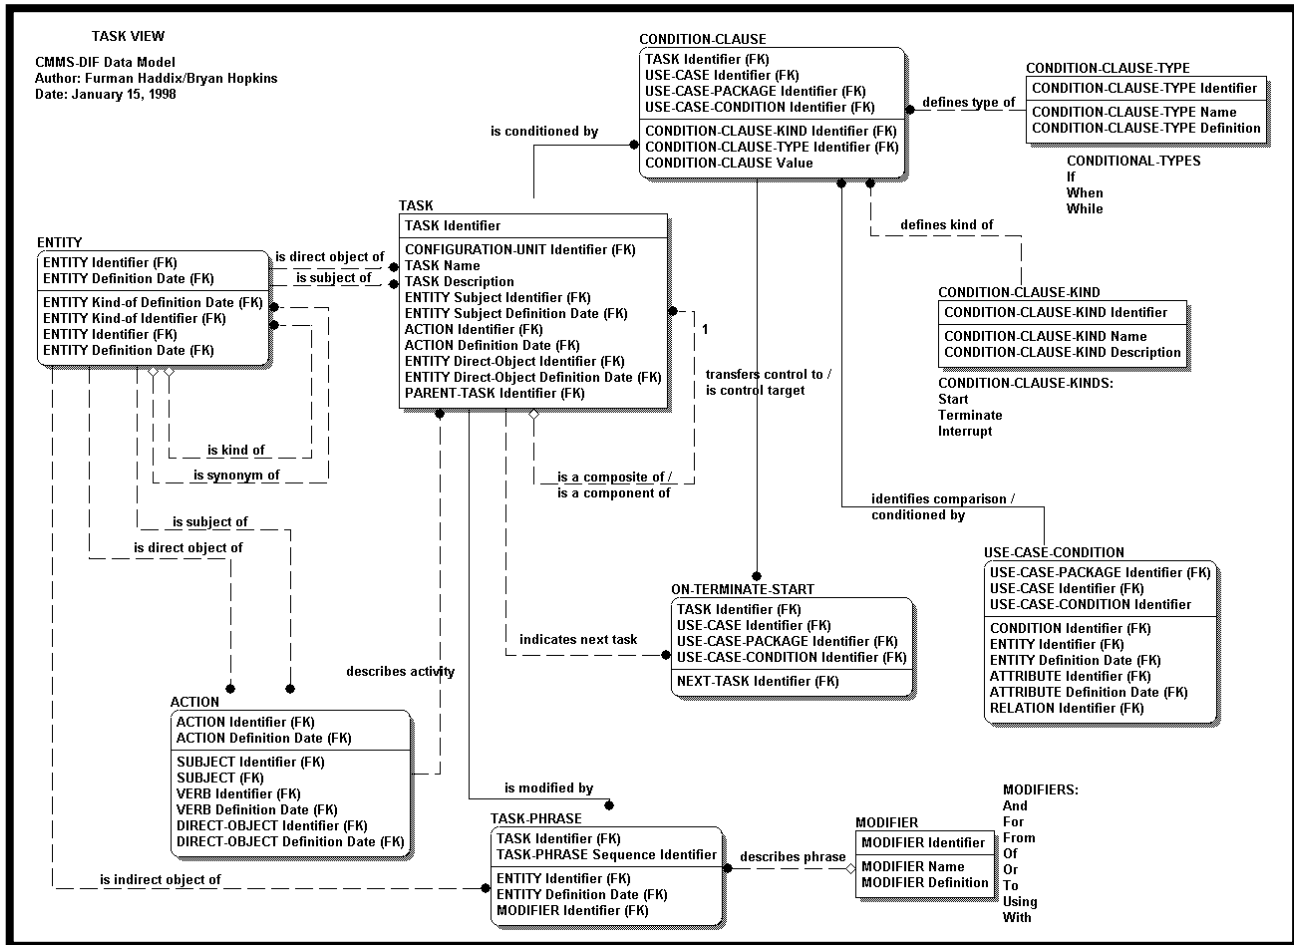 TASK VIEW
CMMS-DIF Data Model
Author: Furman Haddix/Bryan Hopkins
Date: January 15, 1998
CONDITION-CLAUSE
TASK Identifier (FK)
USE-CASE Identifier (FK)
USE-CASE-PACKAGE Identifier (FK)
USE-CASE-CONDITION Identifier (FK)
CONDITION-CLAUSE-KIND Identifier (FK)
CONDITION-CLAUSE-TYPE Identifier (FK)
CONDITION-CLAUSE Value
defines type of
CONDITION-CLAUSE-TYPE
CONDITION-CLAUSE-TYPE Identifier
CONDITION-CLAUSE-TYPE Name
CONDITION-CLAUSE-TYPE Definition
CONDITIONAL-TYPES
If
When
While
is conditioned by
TASK
TASK Identifier
CONFIGURATION-UNIT Identifier (FK)
TASK Name
TASK Description
ENTITY Subject Identifier (FK)
ENTITY Subject Definition Date (FK)
ACTION Identifier (FK)
ACTION Definition Date (FK)
ENTITY Direct-Object Identifier (FK)
ENTITY Direct-Object Definition Date (FK)
PARENT-TASK Identifier (FK)
ENTITY
ENTITY Identifier (FK)
ENTITY Definition Date (FK)
ENTITY Kind-of Definition Date (FK)
ENTITY Kind-of Identifier (FK)
ENTITY Identifier (FK)
ENTITY Definition Date (FK)
is direct object of
is subject of
defines kind of
CONDITION-CLAUSE-KIND
CONDITION-CLAUSE-KIND Identifier
CONDITION-CLAUSE-KIND Name
CONDITION-CLAUSE-KIND Description
CONDITION-CLAUSE-KINDS:
Start
Terminate
Interrupt
1
transfers control to /
is control target
is kind of
is synonym of
is a composite of /
is a component of
is subject of
is direct object of
identifies comparison /
conditioned by
USE-CASE-CONDITION
USE-CASE-PACKAGE Identifier (FK)
USE-CASE Identifier (FK)
USE-CASE-CONDITION Identifier
CONDITION Identifier (FK)
ENTITY Identifier (FK)
ENTITY Definition Date (FK)
ATTRIBUTE Identifier (FK)
ATTRIBUTE Definition Date (FK)
RELATION Identifier (FK)
ON-TERMINATE-START
TASK Identifier (FK)
USE-CASE Identifier (FK)
USE-CASE-PACKAGE Identifier (FK)
USE-CASE-CONDITION Identifier (FK)
NEXT-TASK Identifier (FK)
indicates next task
describes activity
ACTION
ACTION Identifier (FK)
ACTION Definition Date (FK)
SUBJECT Identifier (FK)
SUBJECT (FK)
VERB Identifier (FK)
VERB Definition Date (FK)
DIRECT-OBJECT Identifier (FK)
DIRECT-OBJECT Definition Date (FK)
is modified by
TASK-PHRASE
TASK Identifier (FK)
TASK-PHRASE Sequence Identifier
ENTITY Identifier (FK)
ENTITY Definition Date (FK)
MODIFIER Identifier (FK)
is indirect object of
describes phrase
MODIFIER
MODIFIER Identifier
MODIFIER Name
MODIFIER Definition
MODIFIERS:
And
For
From
Of
Or
To
Using
With